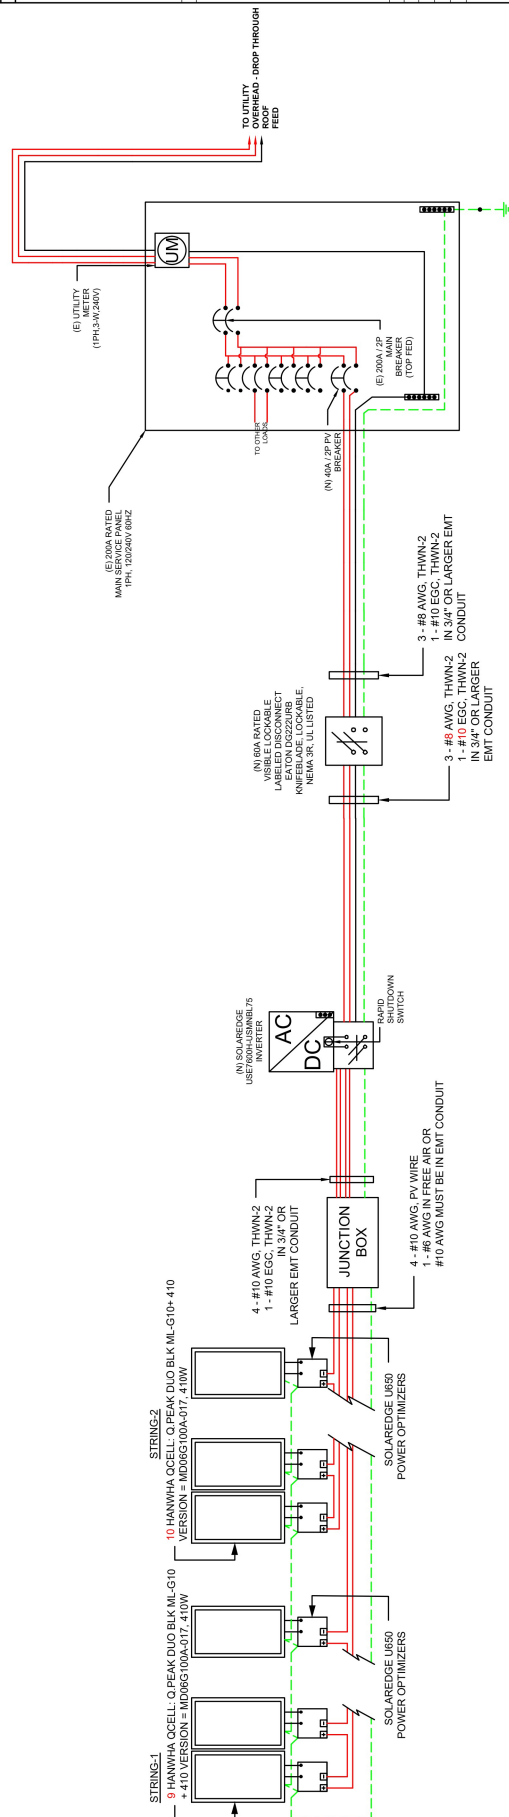 TO UTILITY
OVERHEAD - DROP THROUGH
ROOF
FEED
UM
(E) UTILITY
METER
(1PH,3-W,240V)
(E) 200A / 2P
MAIN
BREAKER
(TOP FED)
TO OTHER
LOADS
(N) 40A / 2P PV
BREAKER
(E) 200A RATED
MAIN SERVICE PANEL
1PH, 120/240V 60HZ
3 - #8 AWG, THWN-2
1 - #10 EGC, THWN-2
IN 3/4" OR LARGER EMT
CONDUIT
(N) 60A RATED
VISIBLE LOCKABLE
LABELED DISCONNECT
EATON DG222URB
KNIFEBLADE, LOCKABLE,
NEMA 3R, UL LISTED
3 - #8 AWG, THWN-2
1 - #10 EGC, THWN-2
IN 3/4" OR LARGER
EMT CONDUIT
(N) SOLAREDGE
USE7600H-USMNBL75
INVERTER
AC
DC
RAPID
SHUTDOWN
SWITCH
4 - #10 AWG, THWN-2
1 - #10 EGC, THWN-2
IN 3/4" OR
LARGER EMT CONDUIT
JUNCTION
BOX
4 - #10 AWG, PV WIRE
1 - #6 AWG IN FREE AIR OR
#10 AWG MUST BE IN EMT CONDUIT
STRING-2
10 HANWHA QCELL: Q.PEAK DUO BLK ML-G10+ 410
VERSION = MD06G100A-017, 410W
SOLAREDGE U650
POWER OPTIMIZERS
STRING-1
9 HANWHA QCELL: Q.PEAK DUO BLK ML-G10
+ 410 VERSION = MD06G100A-017, 410W
SOLAREDGE U650
POWER OPTIMIZERS